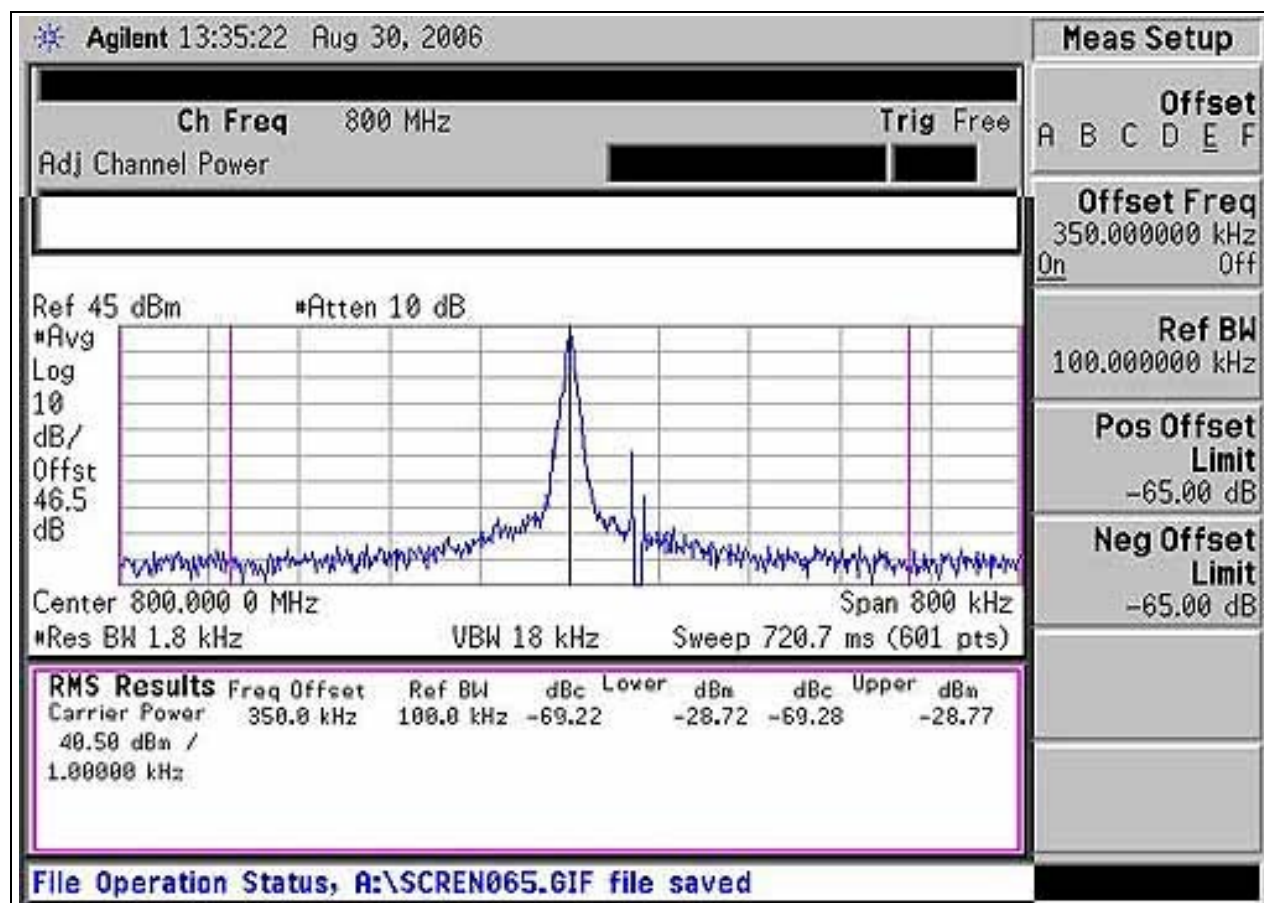 Agilent 13:35:22 Aug 30, 2006
Meas Setup
Ch Freq 800 MHz Trig Free
Adj Channel Power
Offset
A B C D E F
Offset Freq
350.000000 kHz
On Off
Ref BW
100.000000 kHz
Pos Offset
Limit
-65.00 dB
Neg Offset
Limit
-65.00 dB
Ref 45 dBm #Atten 10 dB
#Avg
Log
10
dB/
Offst
46.5
dB
Center 800.000 0 MHz Span 800 kHz
#Res BW 1.8 kHz VBW 18 kHz Sweep 720.7 ms (601 pts)
RMS Results Freq Offset Ref BW dBc Lower dBm dBc Upper dBm
Carrier Power 350.0 kHz 100.0 kHz -69.22 -28.72 -69.28 -28.77
40.50 dBm /
1.00000 kHz
File Operation Status, A:\SCREN065.GIF file saved